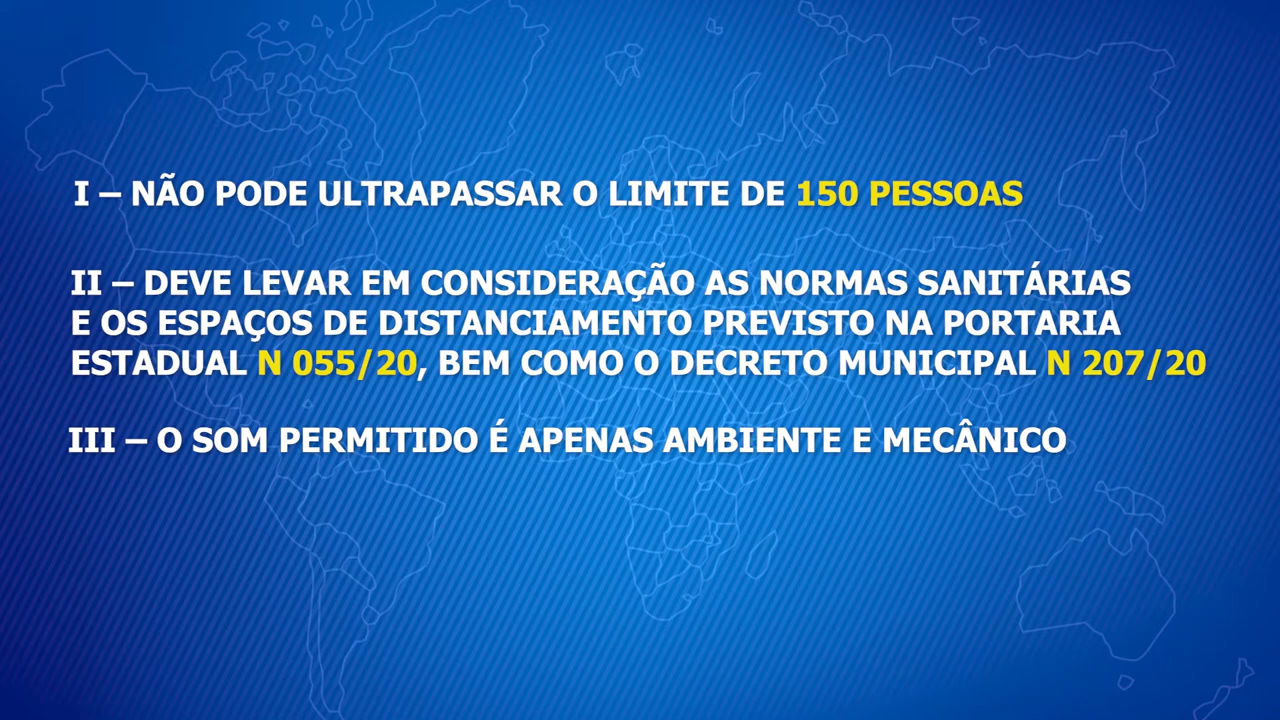 I – NÃO PODE ULTRAPASSAR O LIMITE DE 150 PESSOAS
II – DEVE LEVAR EM CONSIDERAÇÃO AS NORMAS SANITÁRIAS
E OS ESPAÇOS DE DISTANCIAMENTO PREVISTO NA PORTARIA
ESTADUAL N 055/20, BEM COMO O DECRETO MUNICIPAL N 207/20
III – O SOM PERMITIDO É APENAS AMBIENTE E MECÂNICO